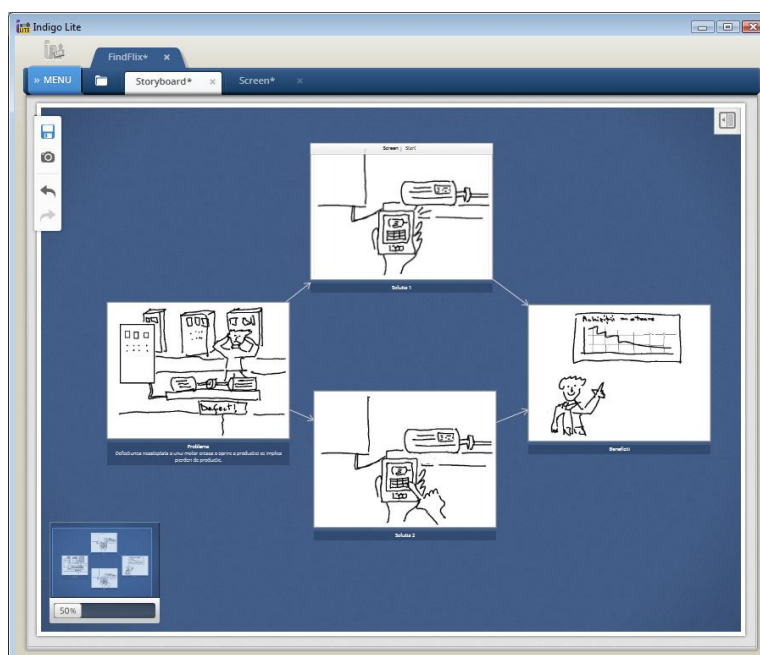 Indigo Lite
FindFlix*
» MENU
Storyboard*
Screen*
Screen | Start
Solutia 1
Defect!
Problema
Defectiunea neasteptata a unui motor cauza o oprire a productiei ce implica
pierderi de productie.
Solutia 2
Beneficii
50%